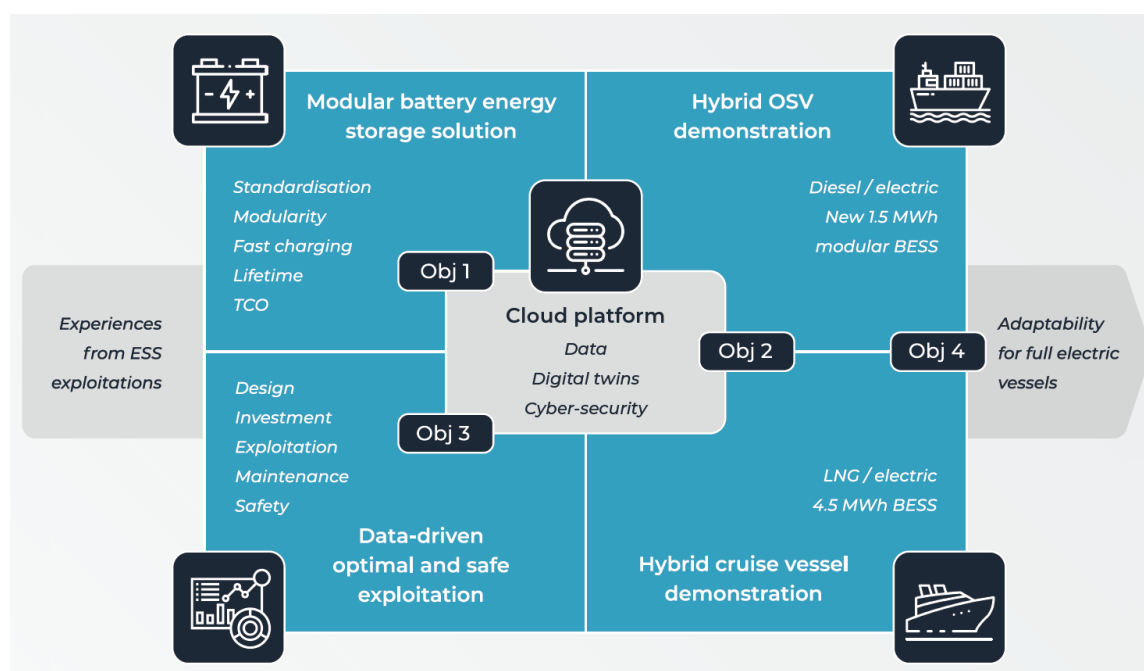 Modular battery energy
storage solution
Standardisation
Modularity
Fast charging
Lifetime
TCO
Hybrid OSV
demonstration
Diesel / electric
New 1.5 MWh
modular BESS
Obj 1
Experiences
from ESS
exploitations
Cloud platform
Data
Digital twins
Cyber-security
Obj 2
Obj 4
Adaptability
for full electric
vessels
Obj 3
Design
Investment
Exploitation
Maintenance
Safety
Data-driven
optimal and safe
exploitation
LNG / electric
4.5 MWh BESS
Hybrid cruise vessel
demonstration